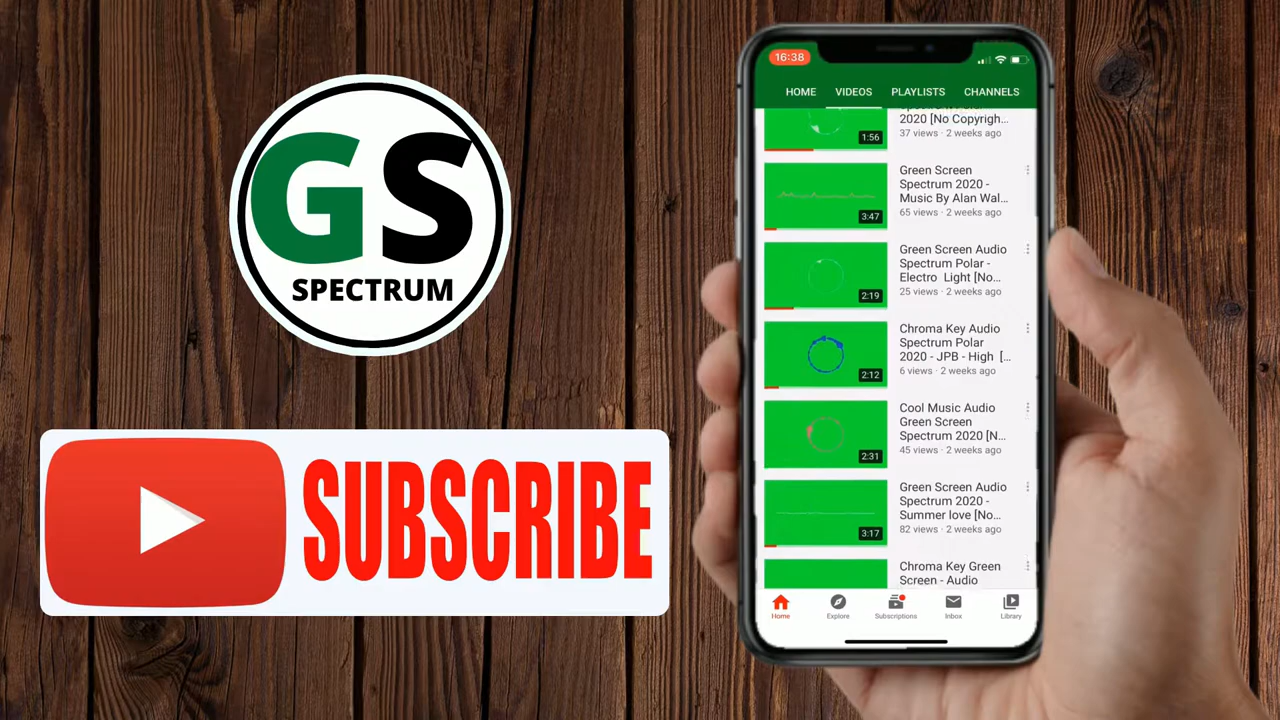 GS
SPECTRUM
SUBSCRIBE
16:38
HOME VIDEOS PLAYLISTS CHANNELS
2020 [No Copyrigh...
37 views · 2 weeks ago
1:56
Green Screen
Spectrum 2020 -
Music By Alan Wal...
65 views · 2 weeks ago
3:47
Green Screen Audio
Spectrum Polar -
Electro Light [No...
25 views · 2 weeks ago
2:19
Chroma Key Audio
Spectrum Polar
2020 - JPB - High [...
6 views · 2 weeks ago
2:12
Cool Music Audio
Green Screen
Spectrum 2020 [N...
45 views · 2 weeks ago
2:31
Green Screen Audio
Spectrum 2020 -
Summer love [No...
82 views · 2 weeks ago
3:17
Chroma Key Green
Screen - Audio
Home Explore Subscriptions Inbox Library